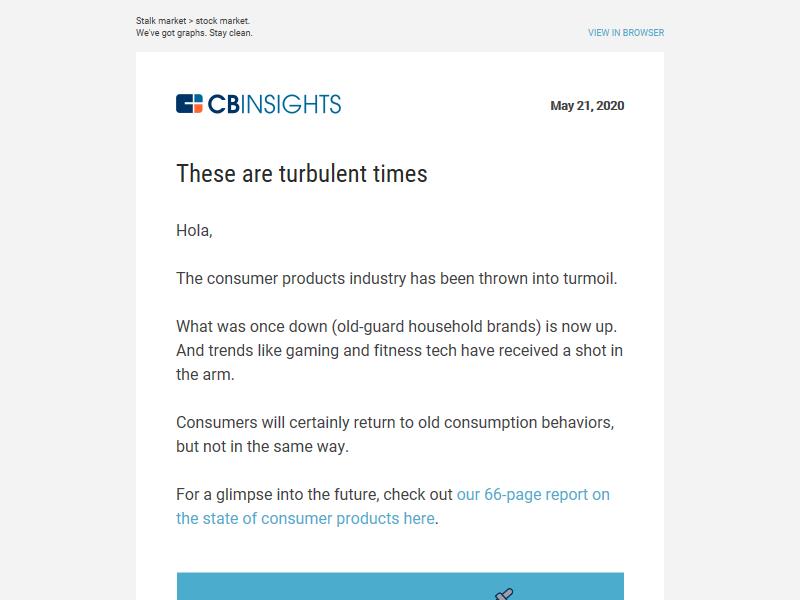 Stalk market > stock market.
We've got graphs. Stay clean.
VIEW IN BROWSER
CBINSIGHTS
May 21, 2020
These are turbulent times
Hola,
The consumer products industry has been thrown into turmoil.
What was once down (old-guard household brands) is now up.
And trends like gaming and fitness tech have received a shot in
the arm.
Consumers will certainly return to old consumption behaviors,
but not in the same way.
For a glimpse into the future, check out our 66-page report on
the state of consumer products here.